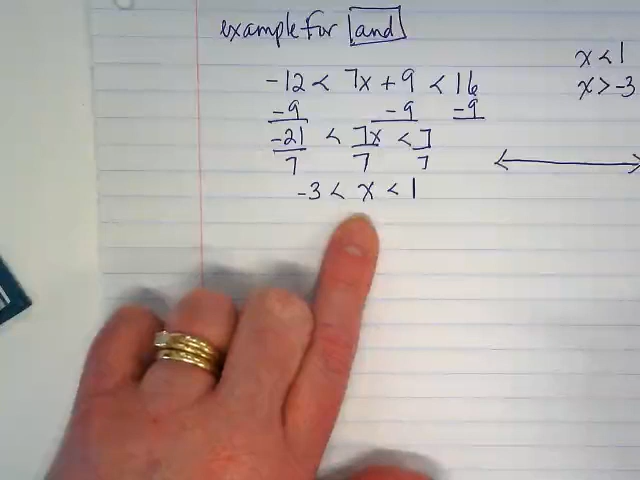 example for and
-12 < 7x + 9 < 16
-9 -9 -9
-21 < 7x < 7
7 7 7
-3 < x < 1
x < 1
x > -3